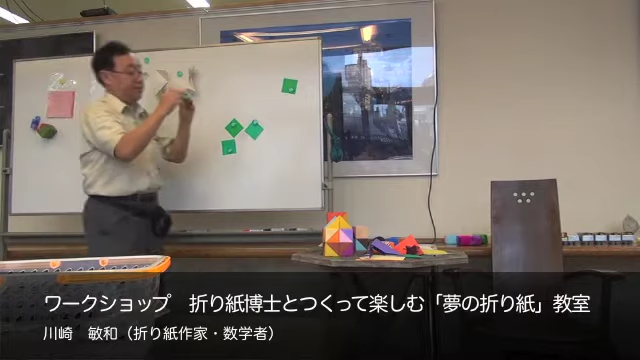 ワークショップ　折り紙博士とつくって楽しむ「夢の折り紙」教室
川崎　敏和（折り紙作家・数学者）